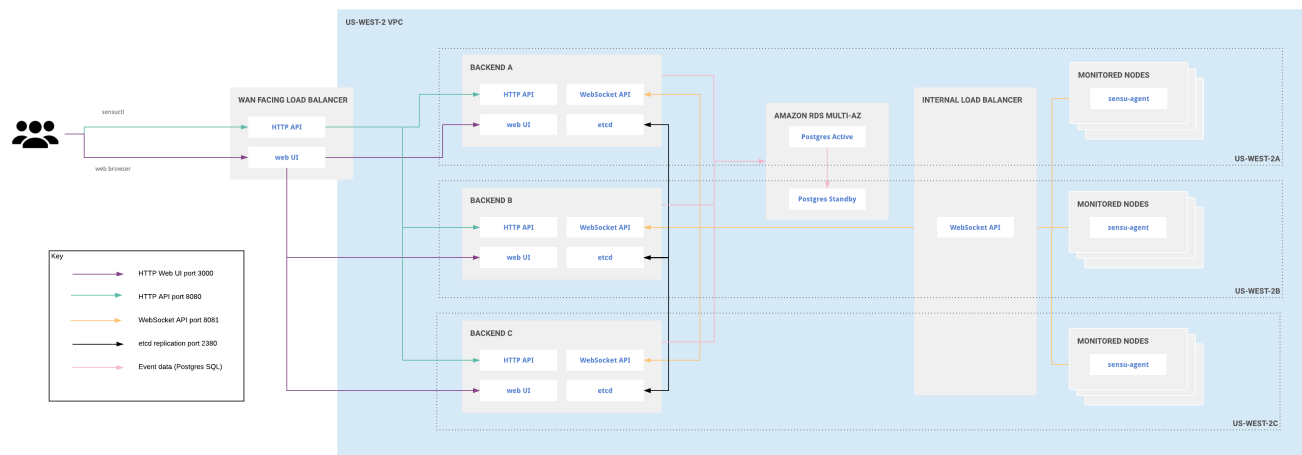 US-WEST-2 VPC
sensuctl
web browser
WAN FACING LOAD BALANCER
HTTP API
web UI
BACKEND A
HTTP API
WebSocket API
web UI
etcd
BACKEND B
HTTP API
WebSocket API
web UI
etcd
BACKEND C
HTTP API
WebSocket API
web UI
etcd
AMAZON RDS MULTI-AZ
Postgres Active
Postgres Standby
INTERNAL LOAD BALANCER
WebSocket API
MONITORED NODES
sensu-agent
US-WEST-2A
MONITORED NODES
sensu-agent
US-WEST-2B
MONITORED NODES
sensu-agent
US-WEST-2C
Key
HTTP Web UI port 3000
HTTP API port 8080
WebSocket API port 8081
etcd replication port 2380
Event data (Postgres SQL)